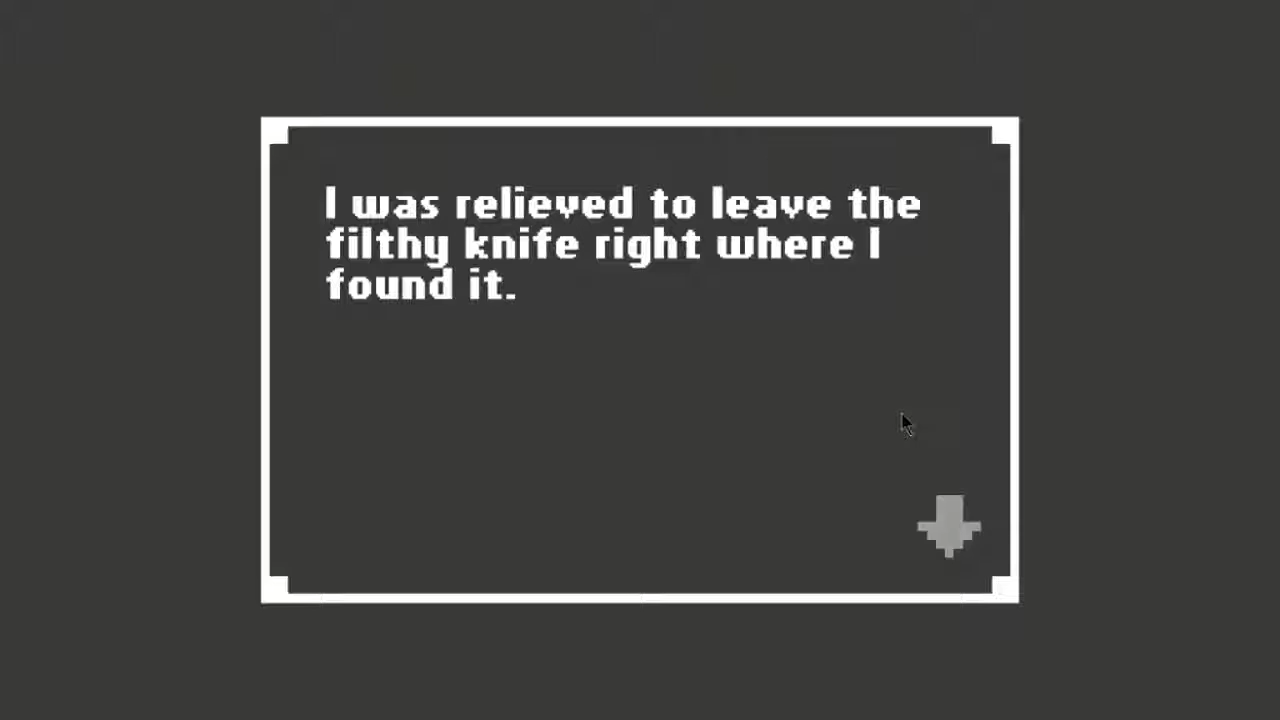 I was relieved to leave the
filthy knife right where I
found it.